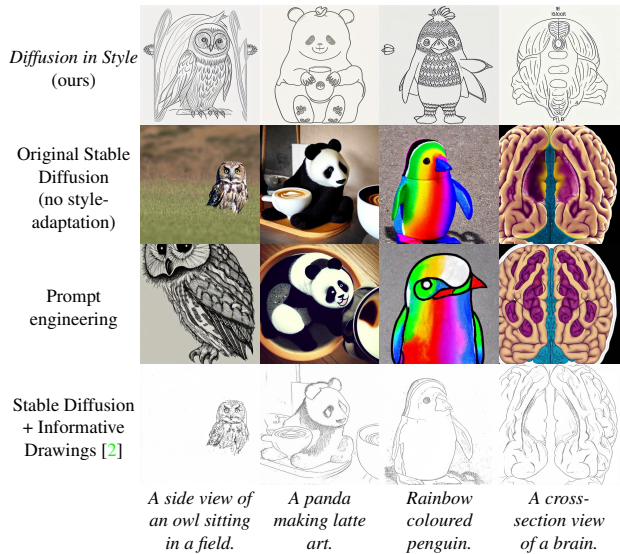 Diffusion in Style
(ours)
Original Stable
Diffusion
(no style-
adaptation)
Prompt
engineering
Stable Diffusion
+ Informative
Drawings [2]
A side view of
an owl sitting
in a field.
A panda
making latte
art.
Rainbow
coloured
penguin.
A cross-
section view
of a brain.